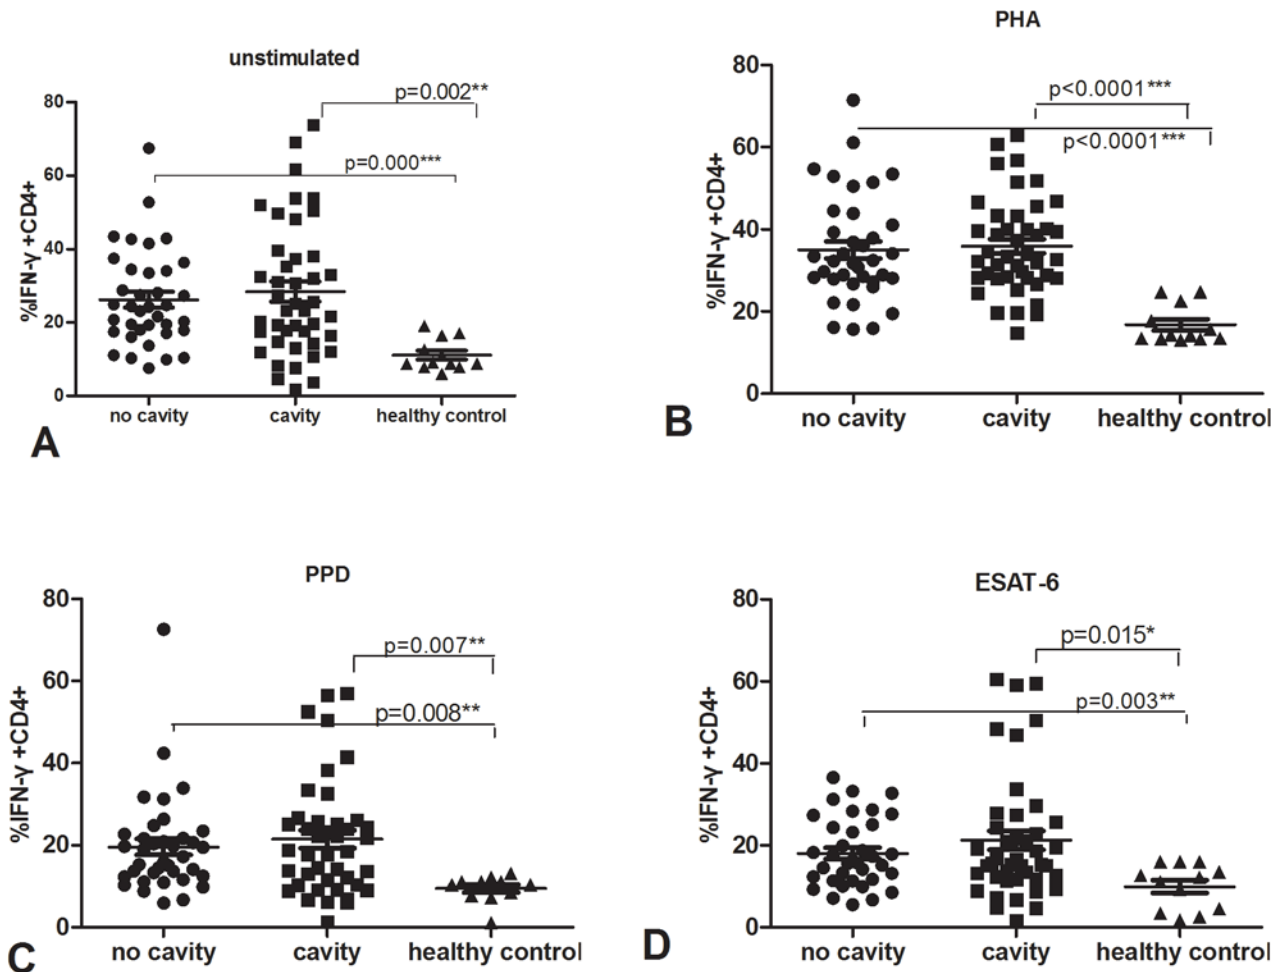 unstimulated
%IFN-γ +CD4+
80
60
40
20
0
p=0.002**
p=0.000***
no cavity
cavity
healthy control
A
PHA
%IFN-γ +CD4+
80
60
40
20
0
p<0.0001***
p<0.0001***
no cavity
cavity
healthy control
B
PPD
%IFN-γ +CD4+
80
60
40
20
0
p=0.007**
p=0.008**
no cavity
cavity
healthy control
C
ESAT-6
%IFN-γ +CD4+
80
60
40
20
0
p=0.015*
p=0.003**
no cavity
cavity
healthy control
D